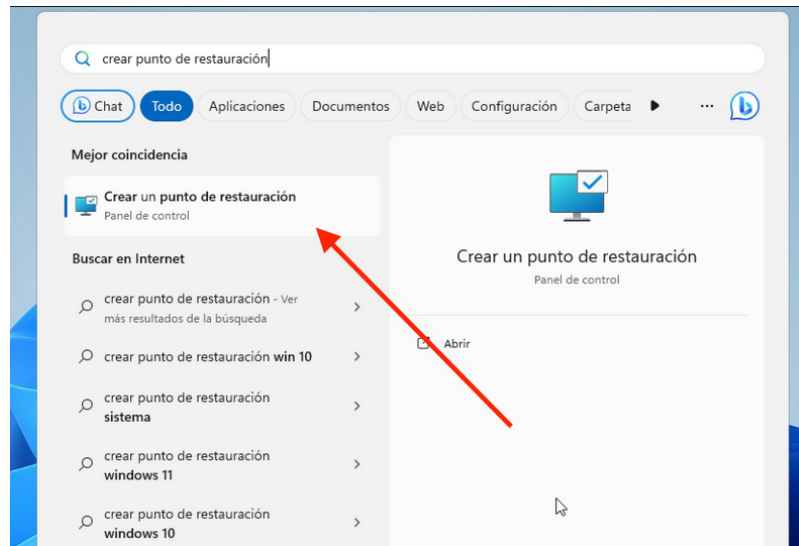 crear punto de restauración
Chat Todo Aplicaciones Documentos Web Configuración Carpeta ...
Mejor coincidencia
Crear un punto de restauración
Panel de control
Buscar en Internet
crear punto de restauración - Ver
más resultados de la búsqueda
crear punto de restauración win 10
crear punto de restauración
sistema
crear punto de restauración
windows 11
crear punto de restauración
windows 10
Crear un punto de restauración
Panel de control
Abrir